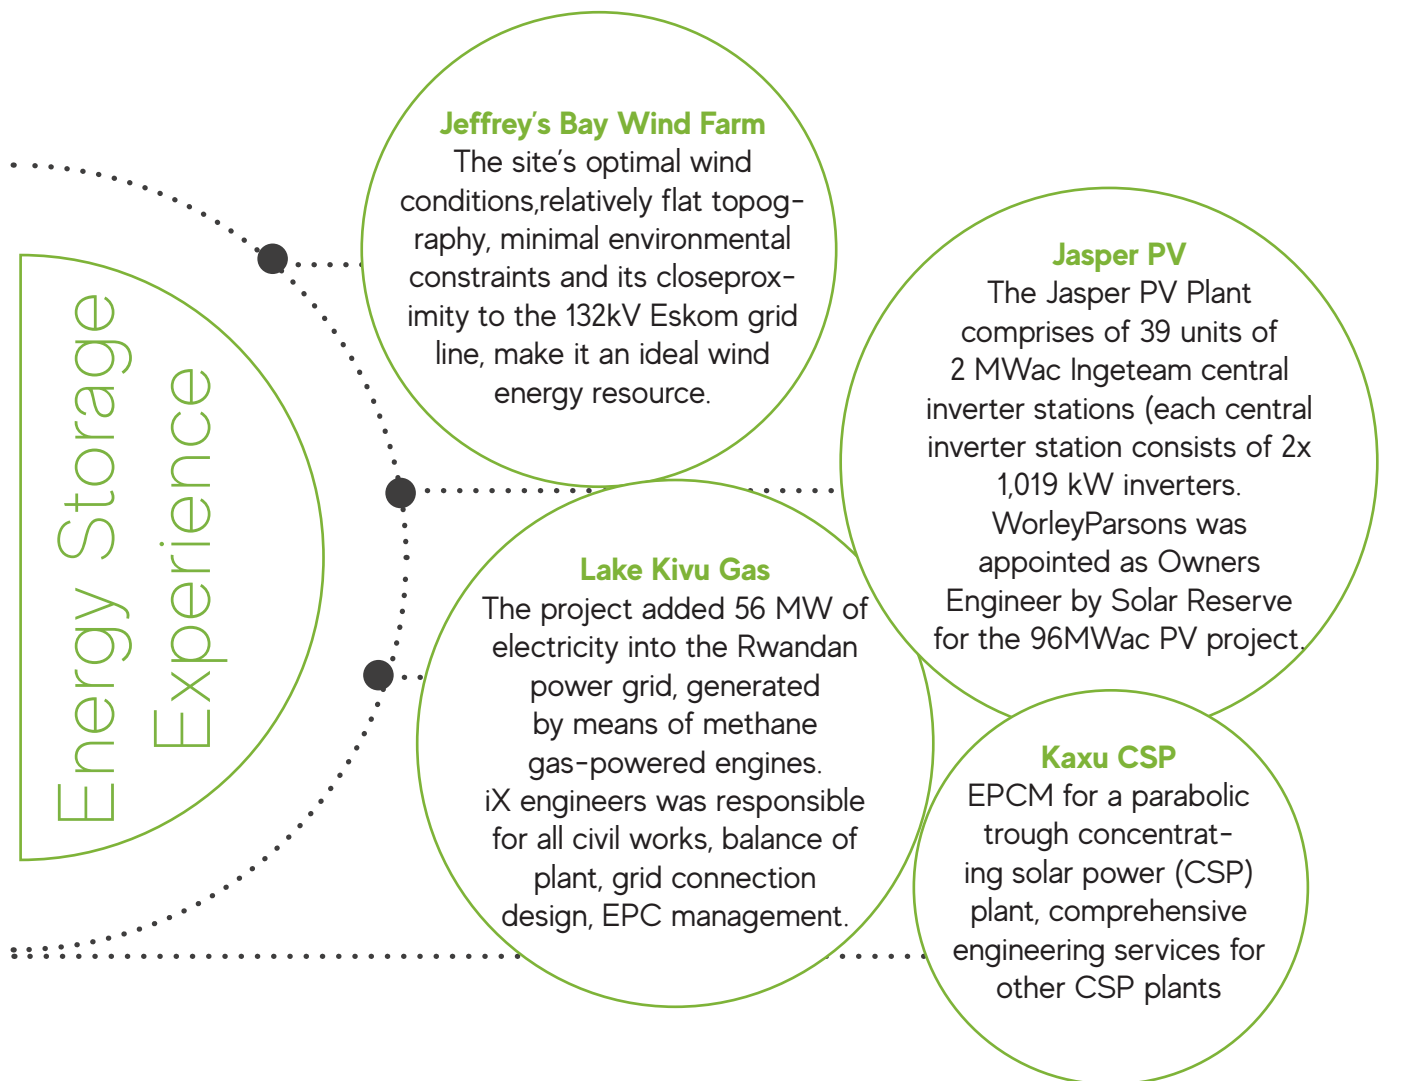 Energy Storage
Experience
Jeffrey's Bay Wind Farm
The site's optimal wind
conditions,relatively flat topog-
raphy, minimal environmental
constraints and its closeprox-
imity to the 132kV Eskom grid
line, make it an ideal wind
energy resource.
Jasper PV
The Jasper PV Plant
comprises of 39 units of
2 MWac Ingeteam central
inverter stations (each central
inverter station consists of 2x
1,019 kW inverters.
WorleyParsons was
appointed as Owners
Engineer by Solar Reserve
for the 96MWac PV project.
Lake Kivu Gas
The project added 56 MW of
electricity into the Rwandan
power grid, generated
by means of methane
gas-powered engines.
iX engineers was responsible
for all civil works, balance of
plant, grid connection
design, EPC management.
Kaxu CSP
EPCM for a parabolic
trough concentrat-
ing solar power (CSP)
plant, comprehensive
engineering services for
other CSP plants